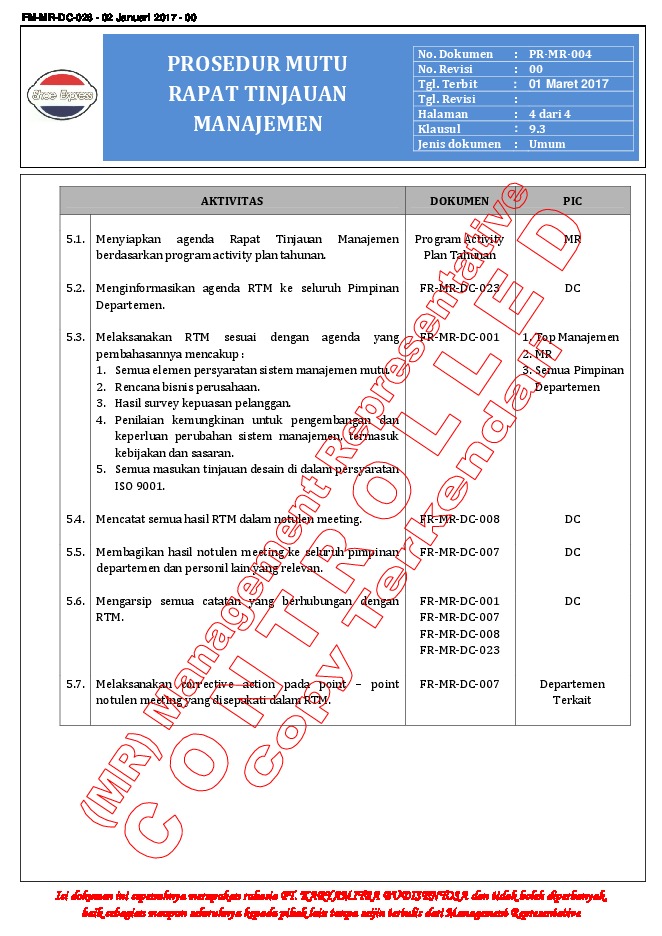 FM-MR-DC-026 - 02 Januari 2017 - 00
Shoe Express
PROSEDUR MUTU
RAPAT TINJAUAN
MANAJEMEN
No. Dokumen : PR-MR-004
No. Revisi : 00
Tgl. Terbit : 01 Maret 2017
Tgl. Revisi :
Halaman : 4 dari 4
Klausul : 9.3
Jenis dokumen : Umum
AKTIVITAS DOKUMEN PIC
5.1. Menyiapkan agenda Rapat Tinjauan Manajemen Program Activity MR
berdasarkan program activity plan tahunan. Plan Tahunan
5.2. Menginformasikan agenda RTM ke seluruh Pimpinan FR-MR-DC-023 DC
Departemen.
5.3. Melaksanakan RTM sesuai dengan agenda yang FR-MR-DC-001 1. Top Manajemen
pembahasannya mencakup : 2. MR
1. Semua elemen persyaratan sistem manajemen mutu. 3. Semua Pimpinan
2. Rencana bisnis perusahaan. Departemen
3. Hasil survey kepuasan pelanggan.
4. Penilaian kemungkinan untuk pengembangan dan
keperluan perubahan sistem manajemen, termasuk
kebijakan dan sasaran.
5. Semua masukan tinjauan desain di dalam persyaratan
ISO 9001.
5.4. Mencatat semua hasil RTM dalam notulen meeting. FR-MR-DC-008 DC
5.5. Membagikan hasil notulen meeting ke seluruh pimpinan FR-MR-DC-007 DC
departemen dan personil lain yang relevan.
5.6. Mengarsip semua catatan yang berhubungan dengan FR-MR-DC-001 DC
RTM. FR-MR-DC-007
FR-MR-DC-008
FR-MR-DC-023
5.7. Melaksanakan corrective action pada point – point FR-MR-DC-007 Departemen
notulen meeting yang disepakati dalam RTM. Terkait
(MR) Management Representative
CONTROLLED
Copy Terkendali
Isi dokumen ini sepenuhnya merupakan rahasia PT. KARYAMITRA BUDISENTOSA dan tidak boleh diperbanyak,
baik sebagian maupun seluruhnya kepada pihak lain tanpa seijin tertulis dari Management Representative